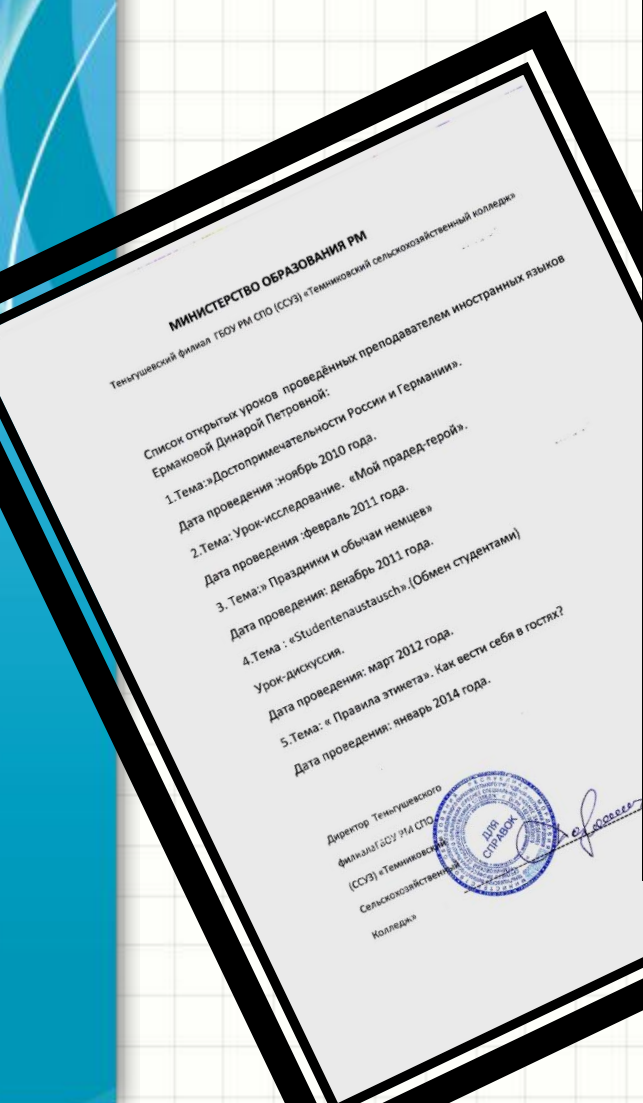 МИНИСТЕРСТВО ОБРАЗОВАНИЯ РМ
Теньгушевский филиал ГБОУ РМ СПО (ССУЗ) «Темниковский сельскохозяйственный колледж»
Список открытых уроков проведённых преподавателем иностранных языков
Ермаковой Динарой Петровной:
1.Тема:»Достопримечательности России и Германии».
Дата проведения :ноябрь 2010 года.
2.Тема: Урок-исследование. «Мой прадед-герой».
Дата проведения :февраль 2011 года.
3. Тема:» Праздники и обычаи немцев»
Дата проведения: декабрь 2011 года.
4.Тема : «Studentenaustausch».(Обмен студентами)
Урок-дискуссия.
Дата проведения: март 2012 года.
5.Тема: « Правила этикета». Как вести себя в гостях?
Дата проведения: январь 2014 года.
Директор Теньгушевского
филиалаГБОУ РМ СПО
(ССУЗ) «Темниковский
Сельскохозяйственный
Колледж»
ДЛЯ
СПРАВОК